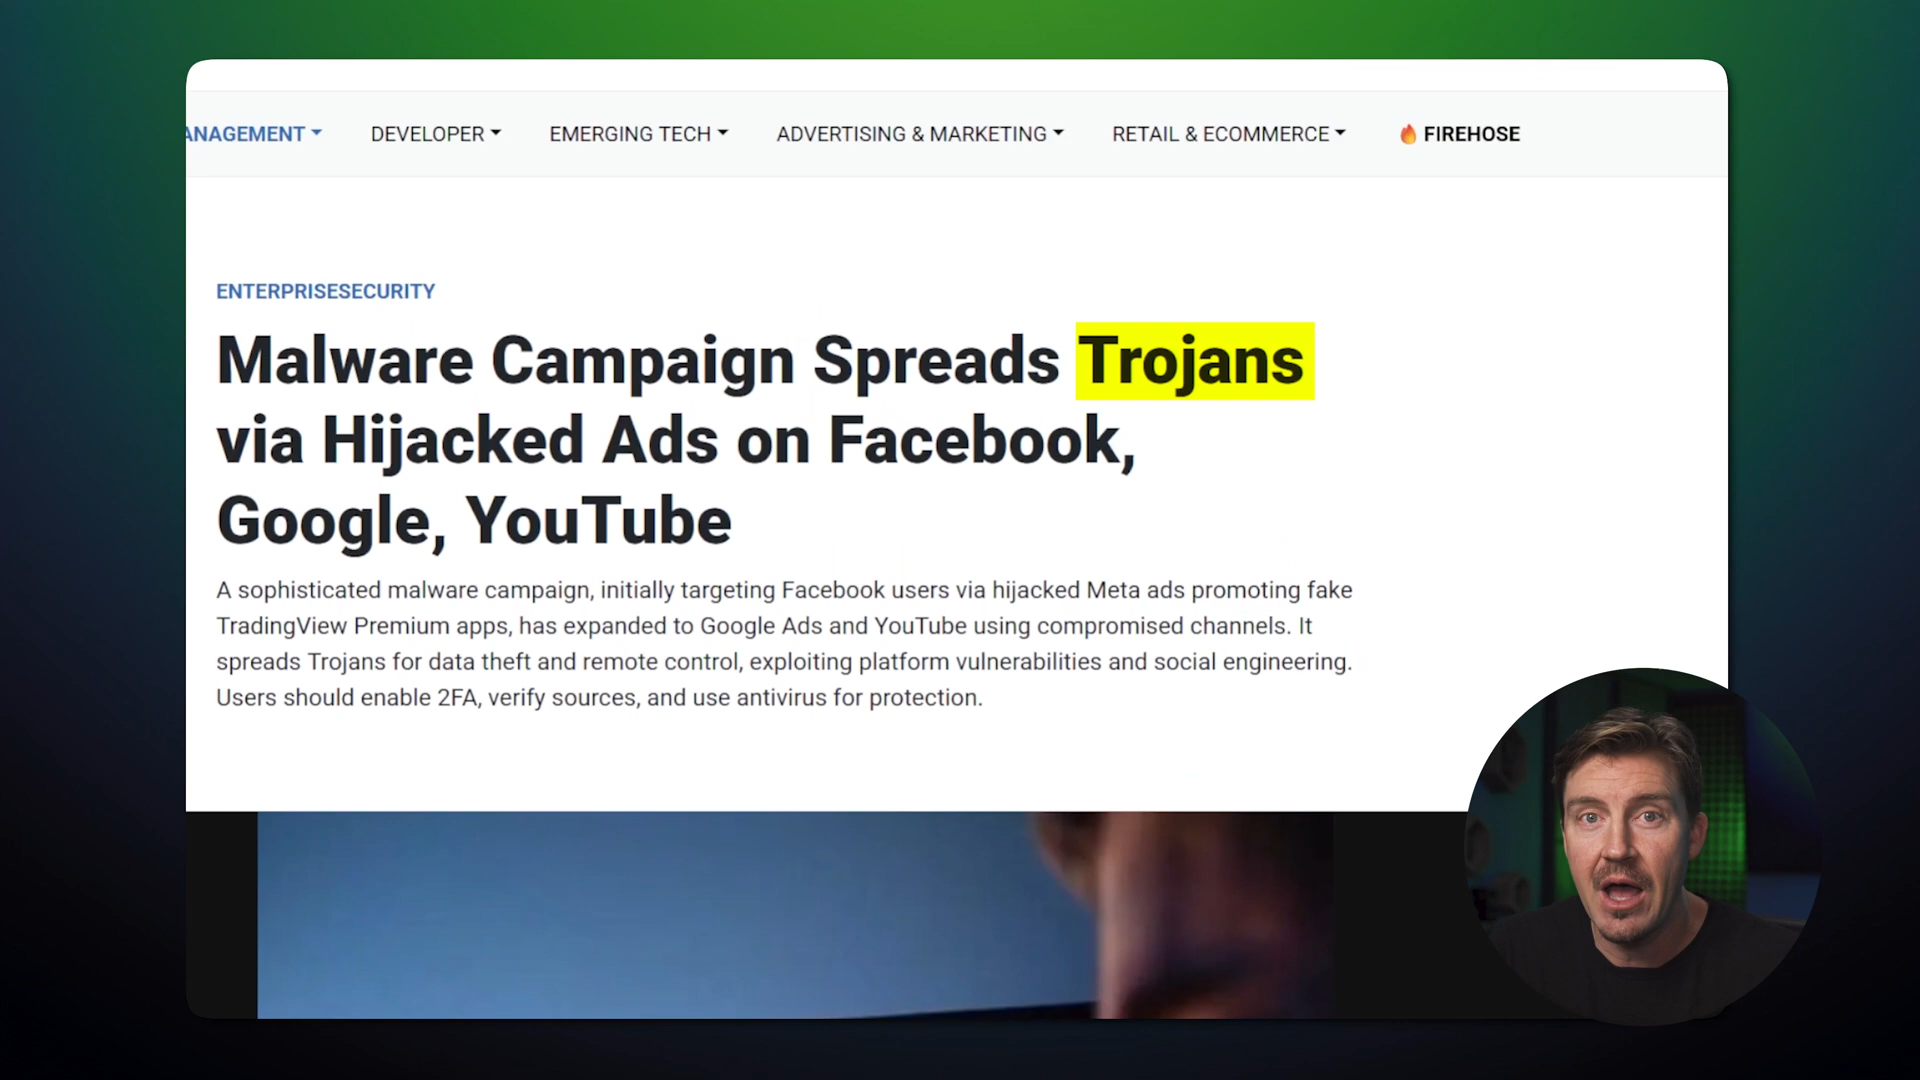 ANAGEMENT DEVELOPER EMERGING TECH ADVERTISING & MARKETING RETAIL & ECOMMERCE FIREHOSE
ENTERPRISESECURITY
Malware Campaign Spreads Trojans
via Hijacked Ads on Facebook,
Google, YouTube
A sophisticated malware campaign, initially targeting Facebook users via hijacked Meta ads promoting fake
TradingView Premium apps, has expanded to Google Ads and YouTube using compromised channels. It
spreads Trojans for data theft and remote control, exploiting platform vulnerabilities and social engineering.
Users should enable 2FA, verify sources, and use antivirus for protection.